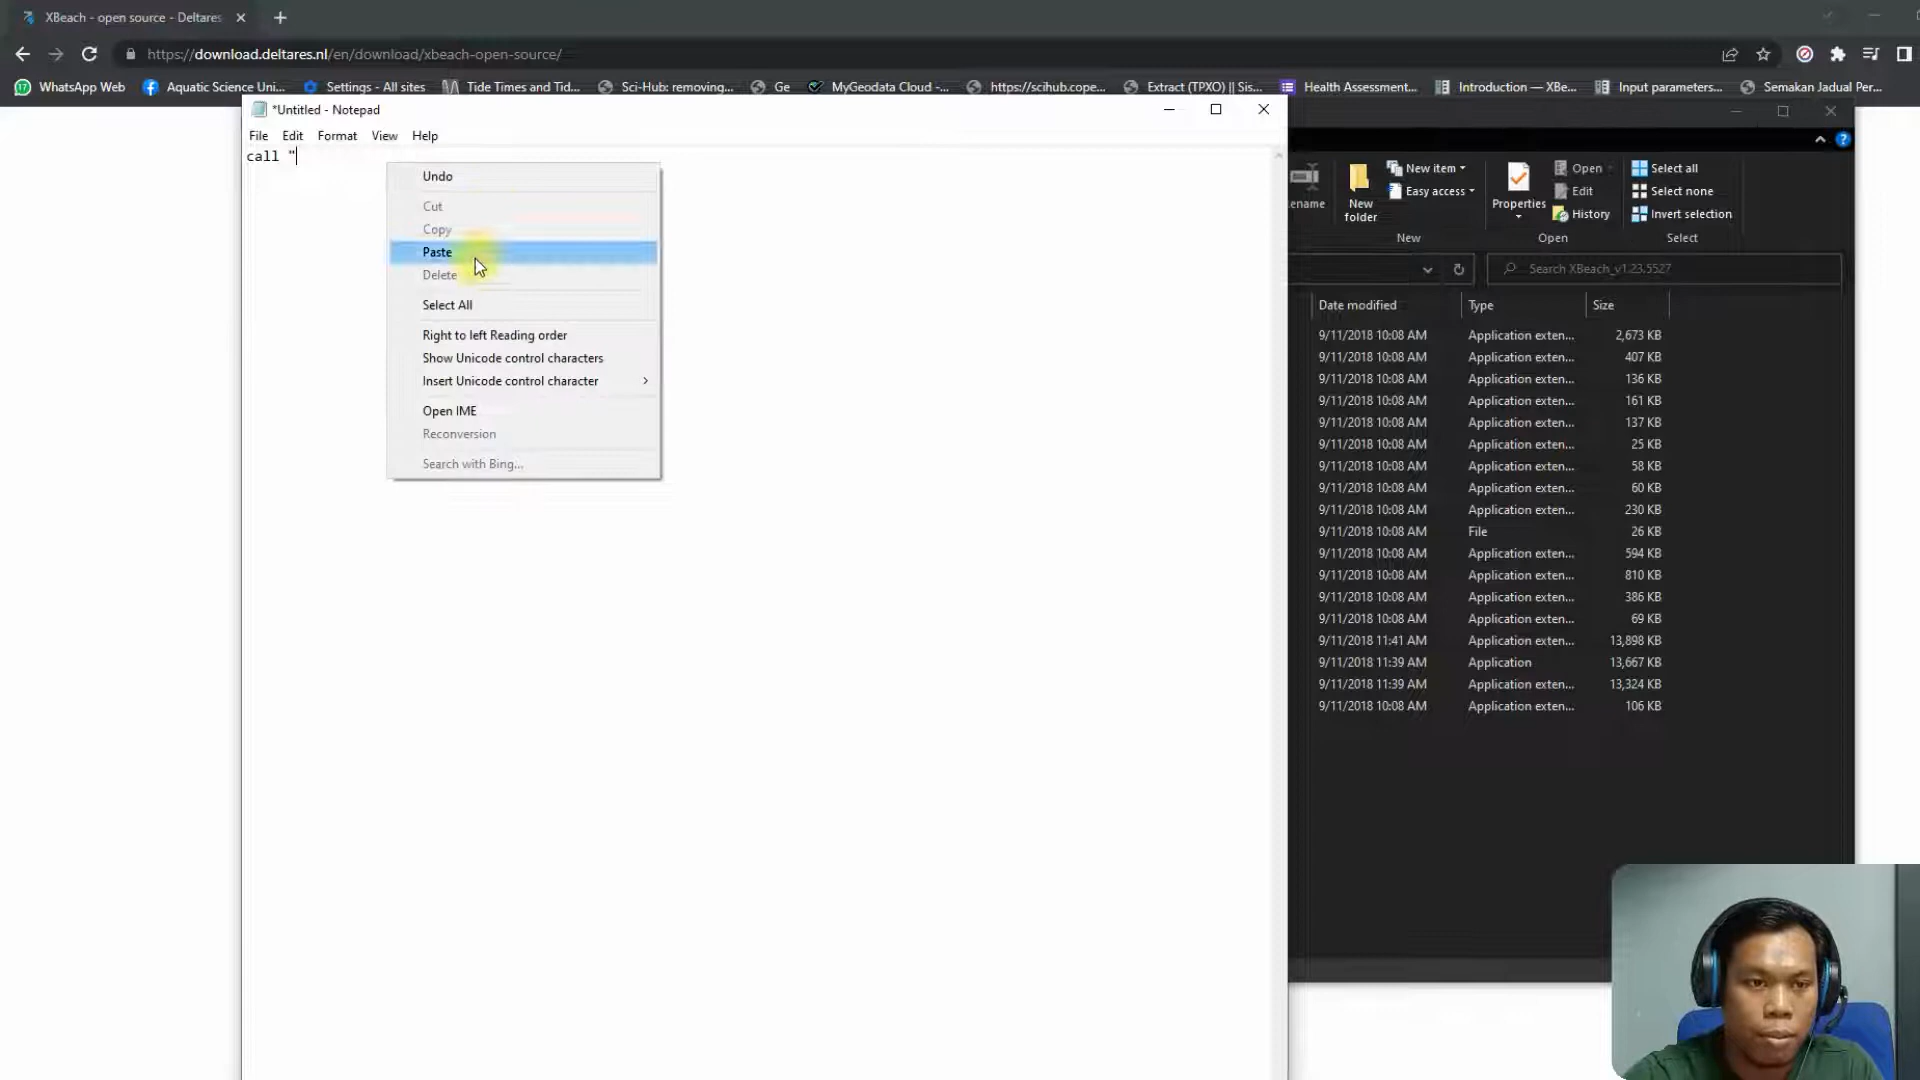 XBeach - open source - Deltares
https://download.deltares.nl/en/download/xbeach-open-source/
WhatsApp Web
Aquatic Science Uni...
Settings - All sites
Tide Times and Tid...
Sci-Hub: removing...
Ge
MyGeodata Cloud -...
https://scihub.cope...
Extract (TPXO) || Sis...
Health Assessment...
Introduction — XBe...
Input parameters...
Semakan Jadual Per...
*Untitled - Notepad
File Edit Format View Help
call "
Undo
Cut
Copy
Paste
Delete
Select All
Right to left Reading order
Show Unicode control characters
Insert Unicode control character
Open IME
Reconversion
Search with Bing...
ename
New folder
New item
Easy access
New
Properties
Open
Edit
History
Open
Select all
Select none
Invert selection
Select
Search XBeach_v1.23.5527
Date modified Type Size
9/11/2018 10:08 AM Application exten... 2,673 KB
9/11/2018 10:08 AM Application exten... 407 KB
9/11/2018 10:08 AM Application exten... 136 KB
9/11/2018 10:08 AM Application exten... 161 KB
9/11/2018 10:08 AM Application exten... 137 KB
9/11/2018 10:08 AM Application exten... 25 KB
9/11/2018 10:08 AM Application exten... 58 KB
9/11/2018 10:08 AM Application exten... 60 KB
9/11/2018 10:08 AM Application exten... 230 KB
9/11/2018 10:08 AM File 26 KB
9/11/2018 10:08 AM Application exten... 594 KB
9/11/2018 10:08 AM Application exten... 810 KB
9/11/2018 10:08 AM Application exten... 386 KB
9/11/2018 10:08 AM Application exten... 69 KB
9/11/2018 11:41 AM Application exten... 13,898 KB
9/11/2018 11:39 AM Application 13,667 KB
9/11/2018 11:39 AM Application exten... 13,324 KB
9/11/2018 10:08 AM Application exten... 106 KB